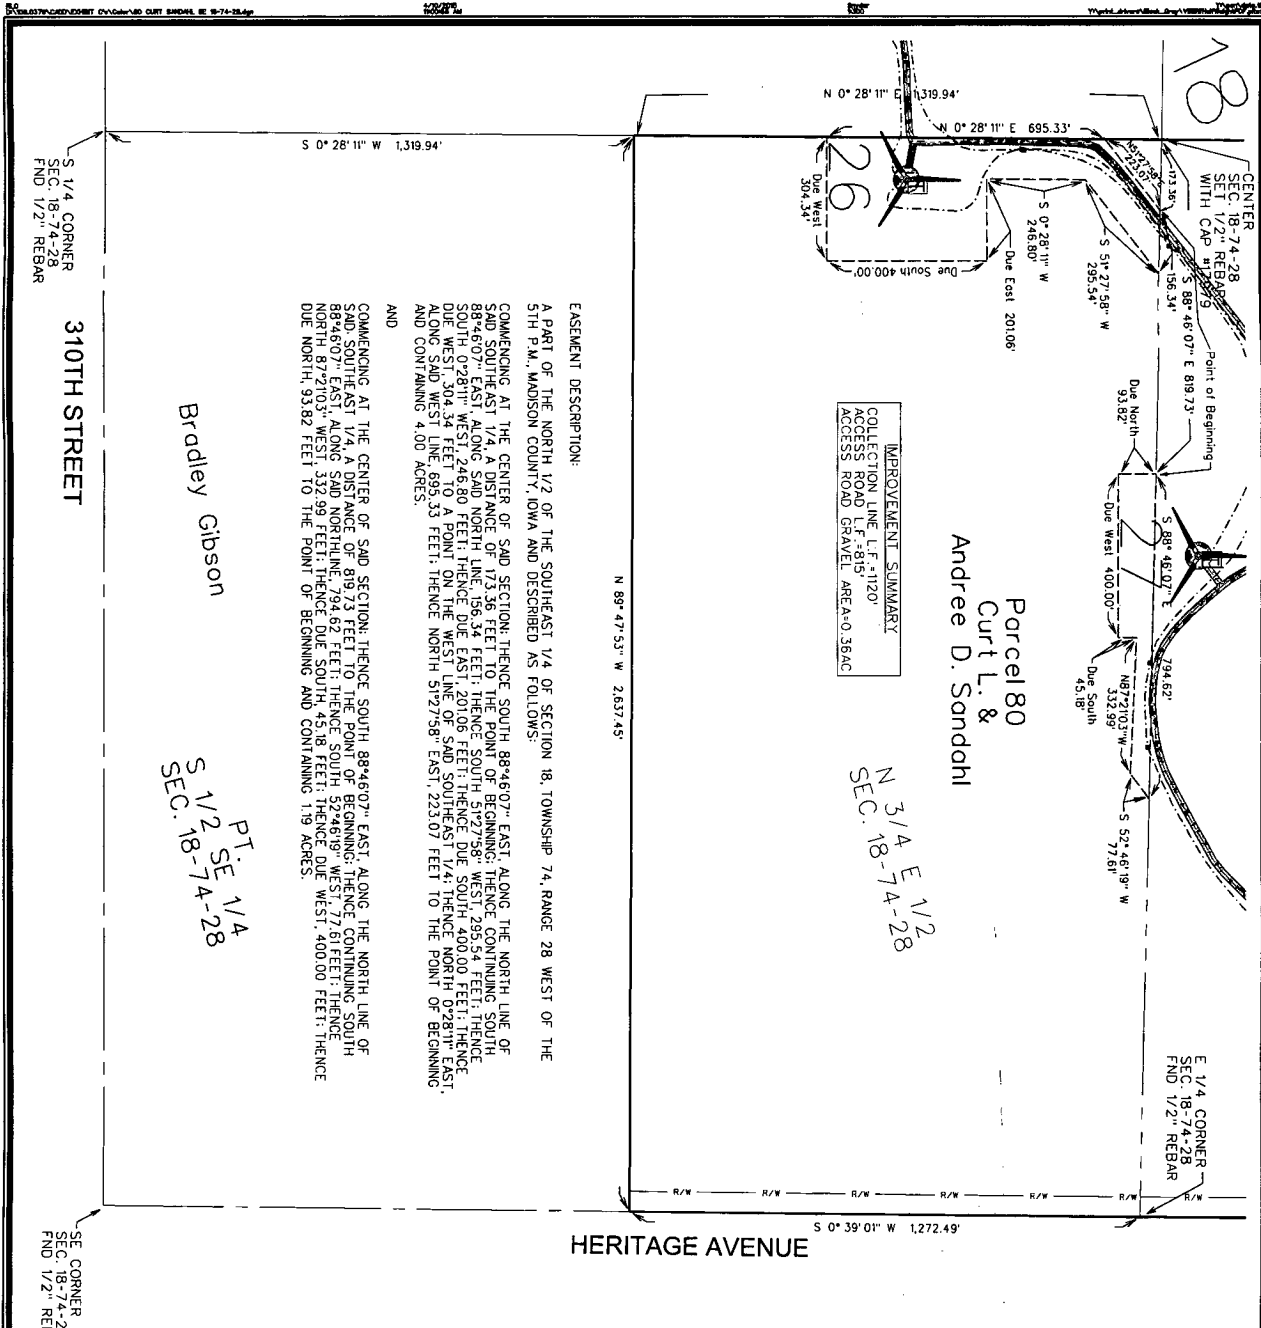 CENTER
SEC. 18-74-28
SET 1/2" REBAR
WITH CAP #17979
18
N 0° 28' 11" E 1,319.94'
N 0° 28' 11" E 695.33'
N51°27'58"E
223.07'
173.36'
156.34'
S 88° 46' 07" E 819.73'
Point of Beginning
Due North
93.82'
S 88° 46' 07" E
794.62'
Due West 400.00'
27
N87°21'03"W
332.99'
Due South
45.18'
S 52° 46' 19" W
77.61'
E 1/4 CORNER
SEC. 18-74-28
FND 1/2" REBAR
S 51° 27' 58" W
295.54'
S 0° 28' 11" W
246.80'
Due East 201.06'
Due South 400.00'
Due West
304.34'
26
Parcel 80
Curt L. &
Andree D. Sandahl
N 3/4 E 1/2
SEC. 18-74-28
IMPROVEMENT SUMMARY
COLLECTION LINE L.F.=1120'
ACCESS ROAD L.F.=815'
ACCESS ROAD GRAVEL AREA=0.36AC
R/W R/W R/W R/W R/W R/W R/W
S 0° 39' 01" W 1,272.49'
HERITAGE AVENUE
N 89° 47' 53" W 2,637.45'
S 0° 28' 11" W 1,319.94'
EASEMENT DESCRIPTION:
A PART OF THE NORTH 1/2 OF THE SOUTHEAST 1/4 OF SECTION 18, TOWNSHIP 74, RANGE 28 WEST OF THE
5TH P.M., MADISON COUNTY, IOWA AND DESCRIBED AS FOLLOWS:
COMMENCING AT THE CENTER OF SAID SECTION; THENCE SOUTH 88°46'07" EAST, ALONG THE NORTH LINE OF
SAID SOUTHEAST 1/4, A DISTANCE OF 173.36 FEET TO THE POINT OF BEGINNING; THENCE CONTINUING SOUTH
88°46'07" EAST, ALONG SAID NORTH LINE, 156.34 FEET; THENCE SOUTH 51°27'58" WEST, 295.54 FEET; THENCE
SOUTH 0°28'11" WEST, 246.80 FEET; THENCE DUE EAST, 201.06 FEET; THENCE DUE SOUTH 400.00 FEET; THENCE
DUE WEST, 304.34 FEET TO A POINT ON THE WEST LINE OF SAID SOUTHEAST 1/4; THENCE NORTH 0°28'11" EAST,
ALONG SAID WEST LINE, 695.33 FEET; THENCE NORTH 51°27'58" EAST, 223.07 FEET TO THE POINT OF BEGINNING
AND CONTAINING 4.00 ACRES.
AND
COMMENCING AT THE CENTER OF SAID SECTION; THENCE SOUTH 88°46'07" EAST, ALONG THE NORTH LINE OF
SAID SOUTHEAST 1/4, A DISTANCE OF 819.73 FEET TO THE POINT OF BEGINNING; THENCE CONTINUING SOUTH
88°46'07" EAST, ALONG SAID NORTHLINE, 794.62 FEET; THENCE SOUTH 52°46'19" WEST, 77.61 FEET; THENCE
NORTH 87°21'03" WEST, 332.99 FEET; THENCE DUE SOUTH, 45.18 FEET; THENCE DUE WEST, 400.00 FEET; THENCE
DUE NORTH, 93.82 FEET TO THE POINT OF BEGINNING AND CONTAINING 1.19 ACRES.
Bradley Gibson
PT.
S 1/2 SE 1/4
SEC. 18-74-28
310TH STREET
S 1/4 CORNER
SEC. 18-74-28
FND 1/2" REBAR
SE CORNER
SEC. 18-74-2
FND 1/2" RE